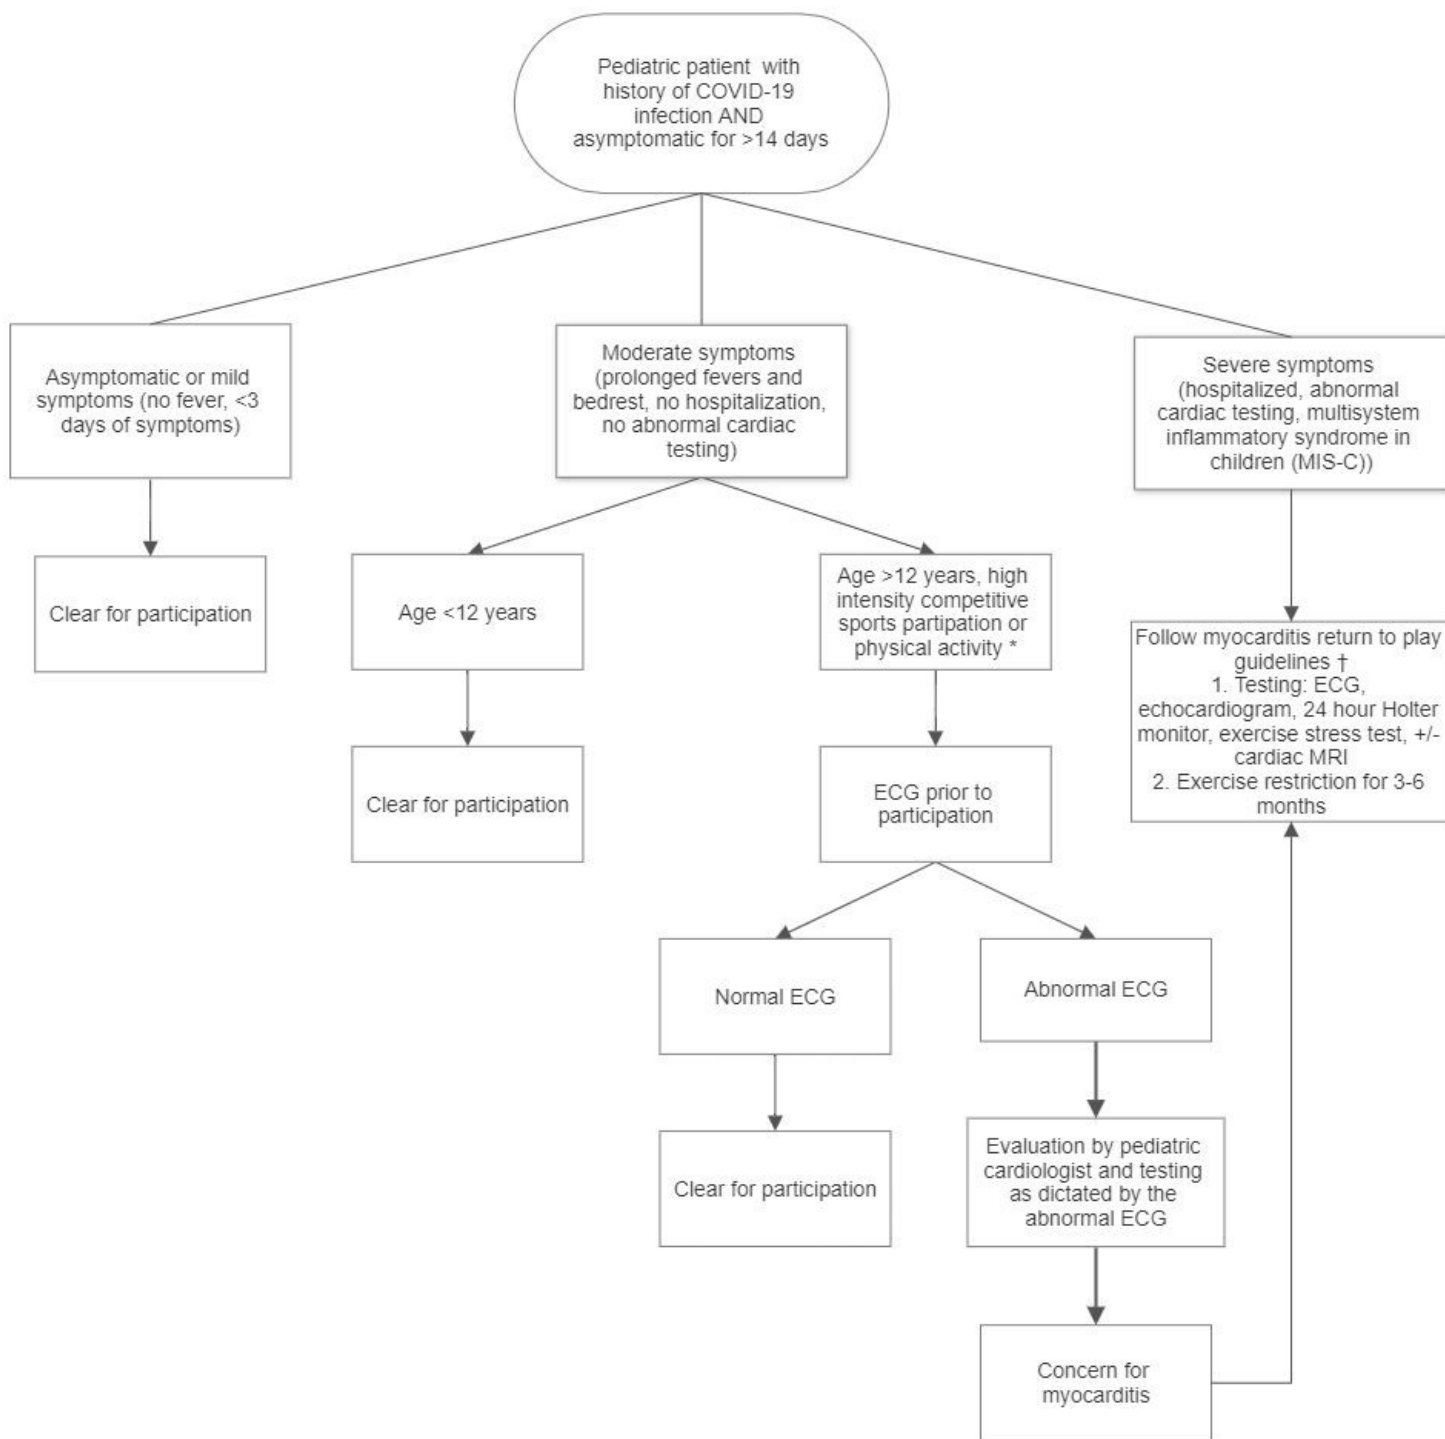 Pediatric patient with
history of COVID-19
infection AND
asymptomatic for >14 days
Asymptomatic or mild
symptoms (no fever, <3
days of symptoms)
Moderate symptoms
(prolonged fevers and
bedrest, no hospitalization,
no abnormal cardiac
testing)
Severe symptoms
(hospitalized, abnormal
cardiac testing, multisystem
inflammatory syndrome in
children (MIS-C))
Clear for participation
Age <12 years
Age >12 years, high
intensity competitive
sports partipation or
physical activity *
Follow myocarditis return to play
guidelines †
1. Testing: ECG,
echocardiogram, 24 hour Holter
monitor, exercise stress test, +/-
cardiac MRI
2. Exercise restriction for 3-6
months
Clear for participation
ECG prior to
participation
Normal ECG
Abnormal ECG
Clear for participation
Evaluation by pediatric
cardiologist and testing
as dictated by the
abnormal ECG
Concern for
myocarditis